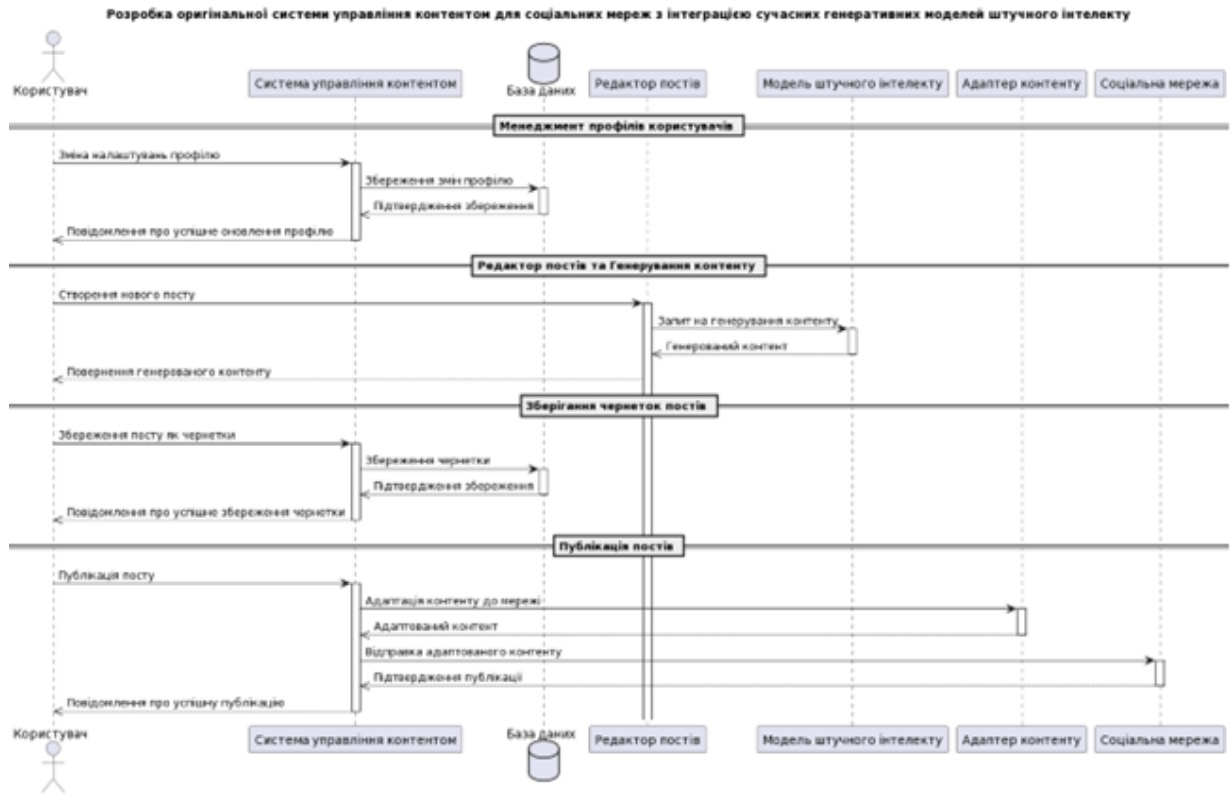 Розробка оригінальної системи управління контентом для соціальних мереж з інтеграцією сучасних генеративних моделей штучного інтелекту
Користувач
Система управління контентом
База даних
Редактор постів
Модель штучного інтелекту
Адаптер контенту
Соціальна мережа
Менеджмент профілів користувачів
Зміна налаштувань профілю
Збереження змін профілю
Підтвердження збереження
Повідомлення про успішне оновлення профілю
Редактор постів та Генерування контенту
Створення нового посту
Запит на генерування контенту
Генерований контент
Повернення генерованого контенту
Зберігання чернеток постів
Збереження посту як чернетки
Збереження чернетки
Підтвердження збереження
Повідомлення про успішне збереження чернетки
Публікація постів
Публікація посту
Адаптація контенту до мережі
Адаптований контент
Відправка адаптованого контенту
Підтвердження публікації
Повідомлення про успішну публікацію
Користувач
Система управління контентом
База даних
Редактор постів
Модель штучного інтелекту
Адаптер контенту
Соціальна мережа